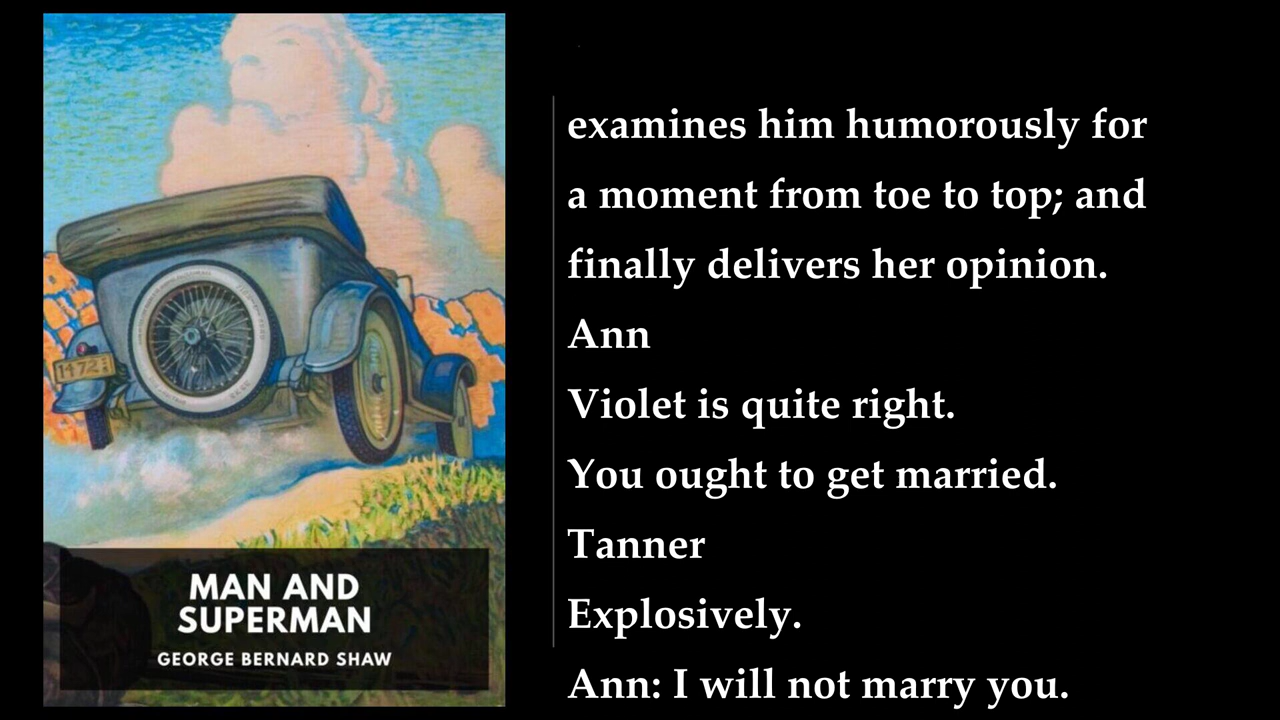 1472
MAN AND
SUPERMAN
GEORGE BERNARD SHAW
examines him humorously for
a moment from toe to top; and
finally delivers her opinion.
Ann
Violet is quite right.
You ought to get married.
Tanner
Explosively.
Ann: I will not marry you.